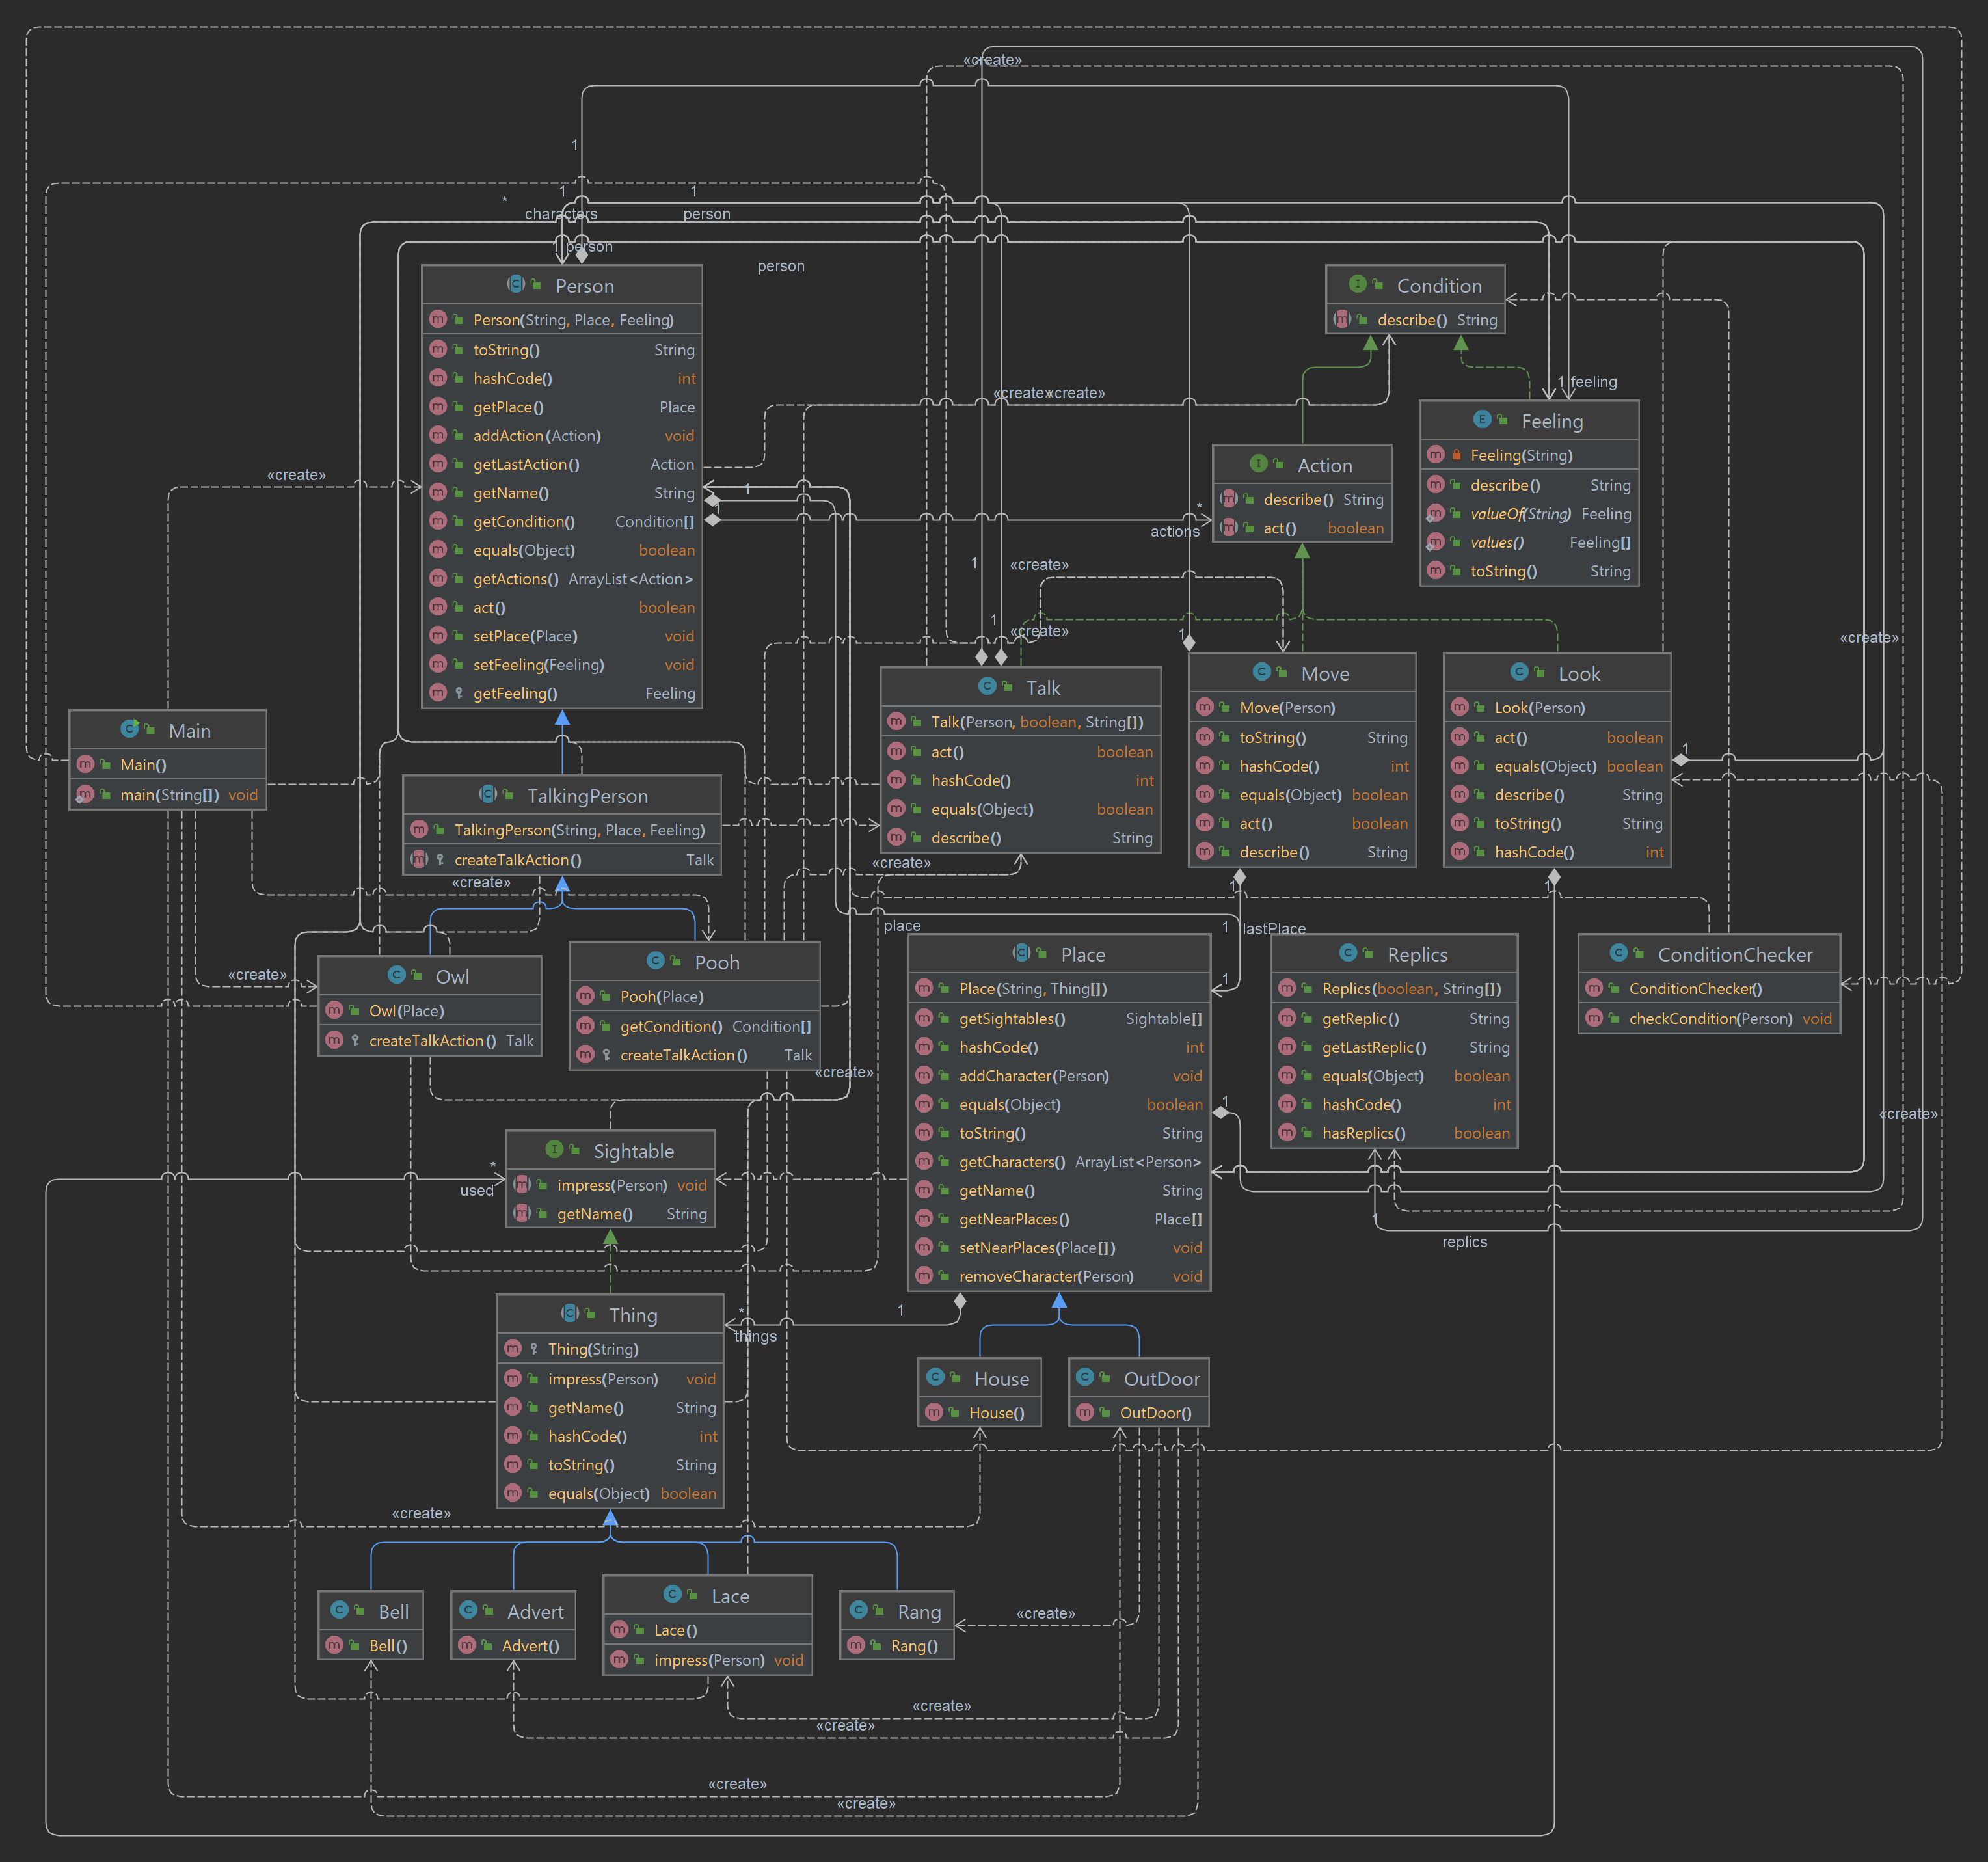 «create»
1
1
1
*
characters
person
1
person
person
Person
Person(String, Place, Feeling)
toString() String
hashCode() int
getPlace() Place
addAction(Action) void
getLastAction() Action
getName() String
getCondition() Condition[]
equals(Object) boolean
getActions() ArrayList<Action>
act() boolean
setPlace(Place) void
setFeeling(Feeling) void
getFeeling() Feeling
Condition
describe() String
1
feeling
«create»
«create»
Feeling
Feeling(String)
describe() String
valueOf(String) Feeling
values() Feeling[]
toString() String
Action
describe() String
act() boolean
«create»
1
1
*
actions
1
«create»
1
«create»
1
«create»
Main
Main()
main(String[]) void
Talk
Talk(Person, boolean, String[])
act() boolean
hashCode() int
equals(Object) boolean
describe() String
Move
Move(Person)
toString() String
hashCode() int
equals(Object) boolean
act() boolean
describe() String
Look
Look(Person)
act() boolean
equals(Object) boolean
describe() String
toString() String
hashCode() int
1
TalkingPerson
TalkingPerson(String, Place, Feeling)
createTalkAction() Talk
«create»
«create»
1
1
place
1
lastPlace
«create»
Owl
Owl(Place)
createTalkAction() Talk
Pooh
Pooh(Place)
getCondition() Condition[]
createTalkAction() Talk
«create»
Place
Place(String, Thing[])
getSightables() Sightable[]
hashCode() int
addCharacter(Person) void
equals(Object) boolean
toString() String
getCharacters() ArrayList<Person>
getName() String
getNearPlaces() Place[]
setNearPlaces(Place[]) void
removeCharacter(Person) void
1
1
Replics
Replics(boolean, String[])
getReplic() String
getLastReplic() String
equals(Object) boolean
hashCode() int
hasReplics() boolean
ConditionChecker
ConditionChecker()
checkCondition(Person) void
«create»
1
replics
Sightable
impress(Person) void
getName() String
*
used
Thing
Thing(String)
impress(Person) void
getName() String
hashCode() int
toString() String
equals(Object) boolean
*
things
1
House
House()
OutDoor
OutDoor()
«create»
Bell
Bell()
Advert
Advert()
Lace
Lace()
impress(Person) void
Rang
Rang()
«create»
«create»
«create»
«create»
«create»